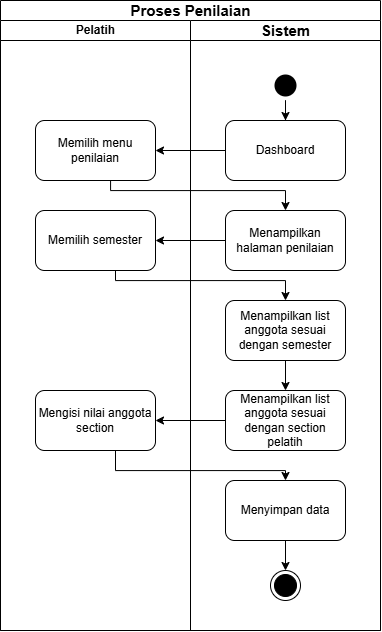 Proses Penilaian
Pelatih
Sistem
Dashboard
Memilih menu
penilaian
Menampilkan
halaman penilaian
Memilih semester
Menampilkan list
anggota sesuai
dengan semester
Menampilkan list
anggota sesuai
dengan section
pelatih
Mengisi nilai anggota
section
Menyimpan data